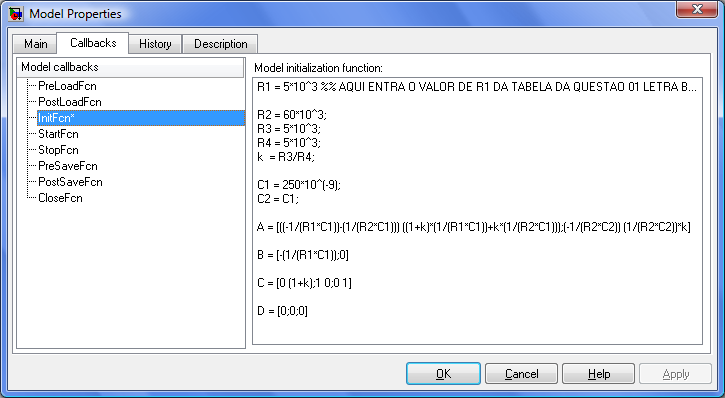 Model Properties
Main
Callbacks
History
Description
Model callbacks
PreLoadFcn
PostLoadFcn
InitFcn*
StartFcn
StopFcn
PreSaveFcn
PostSaveFcn
CloseFcn
Model initialization function:
R1 = 5*10^3 %% AQUI ENTRA O VALOR DE R1 DA TABELA DA QUESTAO 01 LETRA B...
R2 = 60*10^3;
R3 = 5*10^3;
R4 = 5*10^3;
k = R3/R4;
C1 = 250*10^(-9);
C2 = C1;
A = [((-1/(R1*C1))-(1/(R2*C1))) ((1+k)*(1/(R1*C1))+k*(1/(R2*C1)));(-1/(R2*C2)) (1/(R2*C2))*k]
B = [-(1/(R1*C1));0]
C = [0 (1+k);1 0;0 1]
D = [0;0;0]
OK
Cancel
Help
Apply